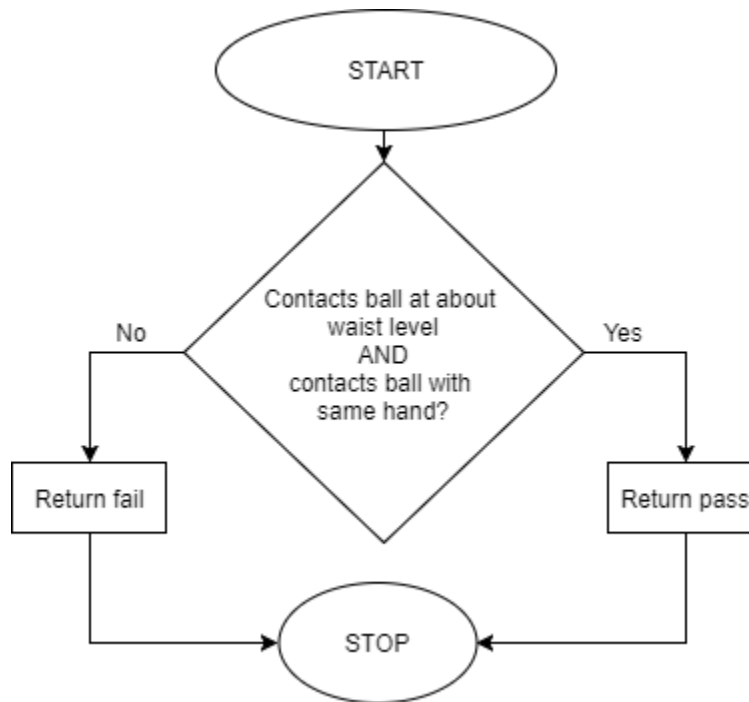 START
Contacts ball at about
waist level
AND
contacts ball with
same hand?
No
Yes
Return fail
Return pass
STOP